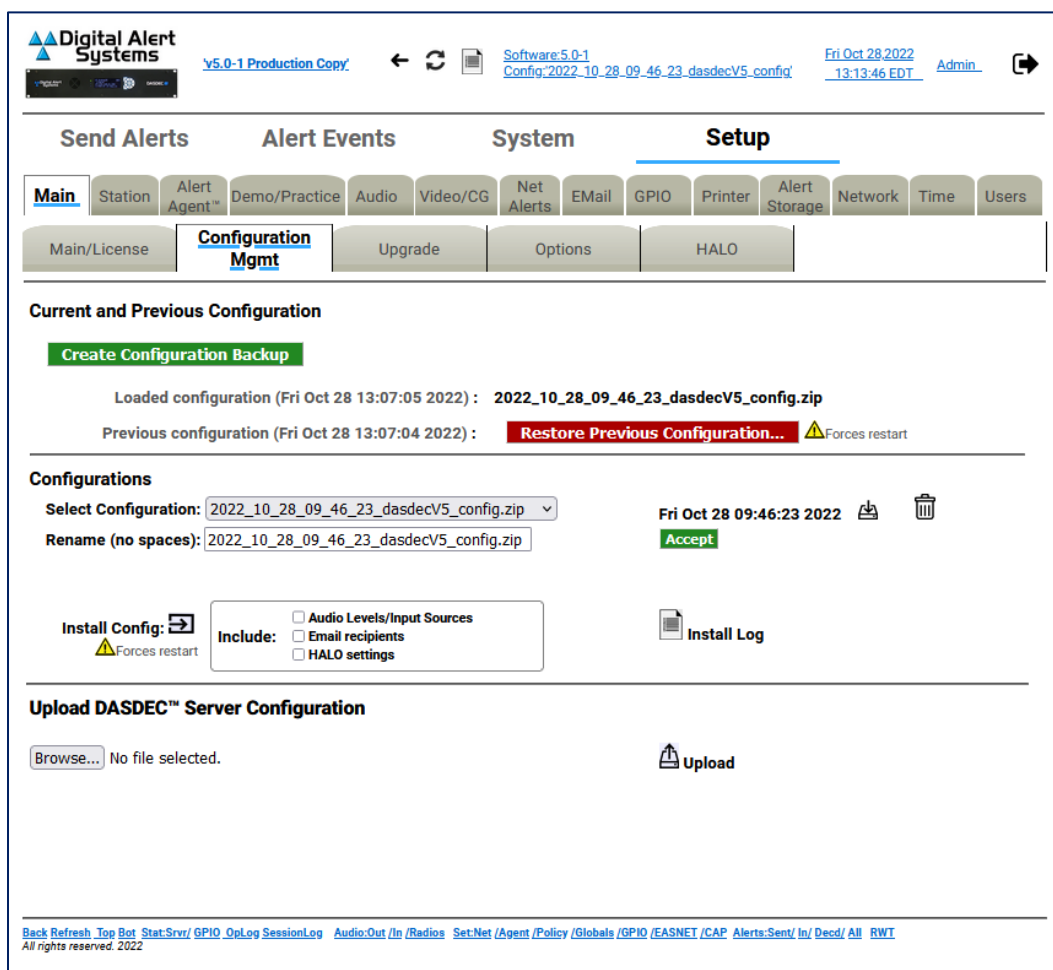 Digital Alert
Systems
'v5.0-1 Production Copy'
Software:5.0-1
Config:'2022_10_28_09_46_23_dasdecV5_config'
Fri Oct 28,2022
13:13:46 EDT
Admin
Send Alerts Alert Events System Setup
Main Station Alert Agent™ Demo/Practice Audio Video/CG Net Alerts EMail GPIO Printer Alert Storage Network Time Users
Main/License Configuration Mgmt Upgrade Options HALO
Current and Previous Configuration
Create Configuration Backup
Loaded configuration (Fri Oct 28 13:07:05 2022) : 2022_10_28_09_46_23_dasdecV5_config.zip
Previous configuration (Fri Oct 28 13:07:04 2022) : Restore Previous Configuration... Forces restart
Configurations
Select Configuration: 2022_10_28_09_46_23_dasdecV5_config.zip Fri Oct 28 09:46:23 2022
Rename (no spaces): 2022_10_28_09_46_23_dasdecV5_config.zip Accept
Install Config:
Forces restart
Include:
Audio Levels/Input Sources
Email recipients
HALO settings
Install Log
Upload DASDEC™ Server Configuration
Browse... No file selected. Upload
Back Refresh Top Bot Stat:Srvr/ GPIO OpLog SessionLog Audio:Out /In /Radios Set:Net /Agent /Policy /Globals /GPIO /EASNET /CAP Alerts:Sent/ In/ Decd/ All RWT
All rights reserved. 2022